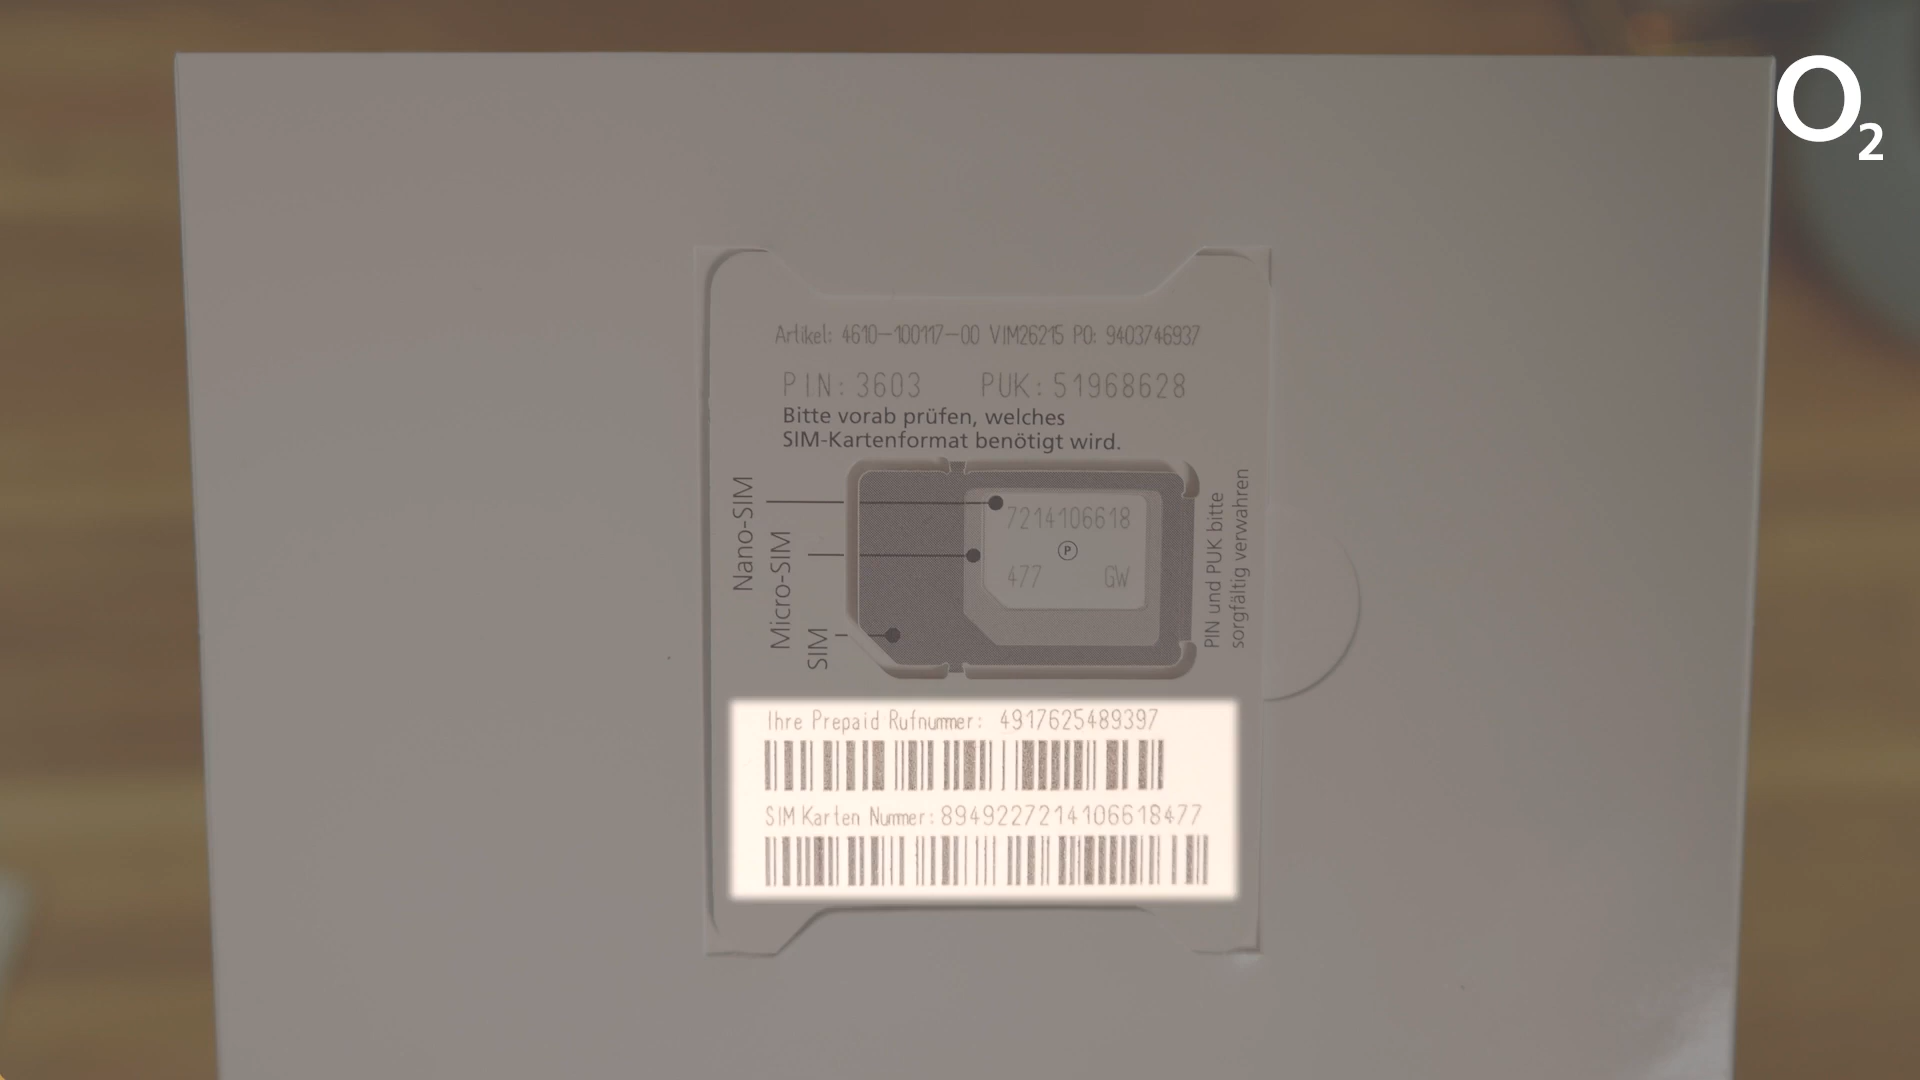 O2
Artikel: 4610-100117-00 VIM26215 PO: 9403746937
PIN: 3603 PUK: 51968628
Bitte vorab prüfen, welches
SIM-Kartenformat benötigt wird.
Nano-SIM
Micro-SIM
SIM
7214106618
P
477 GW
PIN und PUK bitte
sorgfältig verwahren
Ihre Prepaid Rufnummer: 4917625489397
SIM Karten Nummer: 8949227214106618477